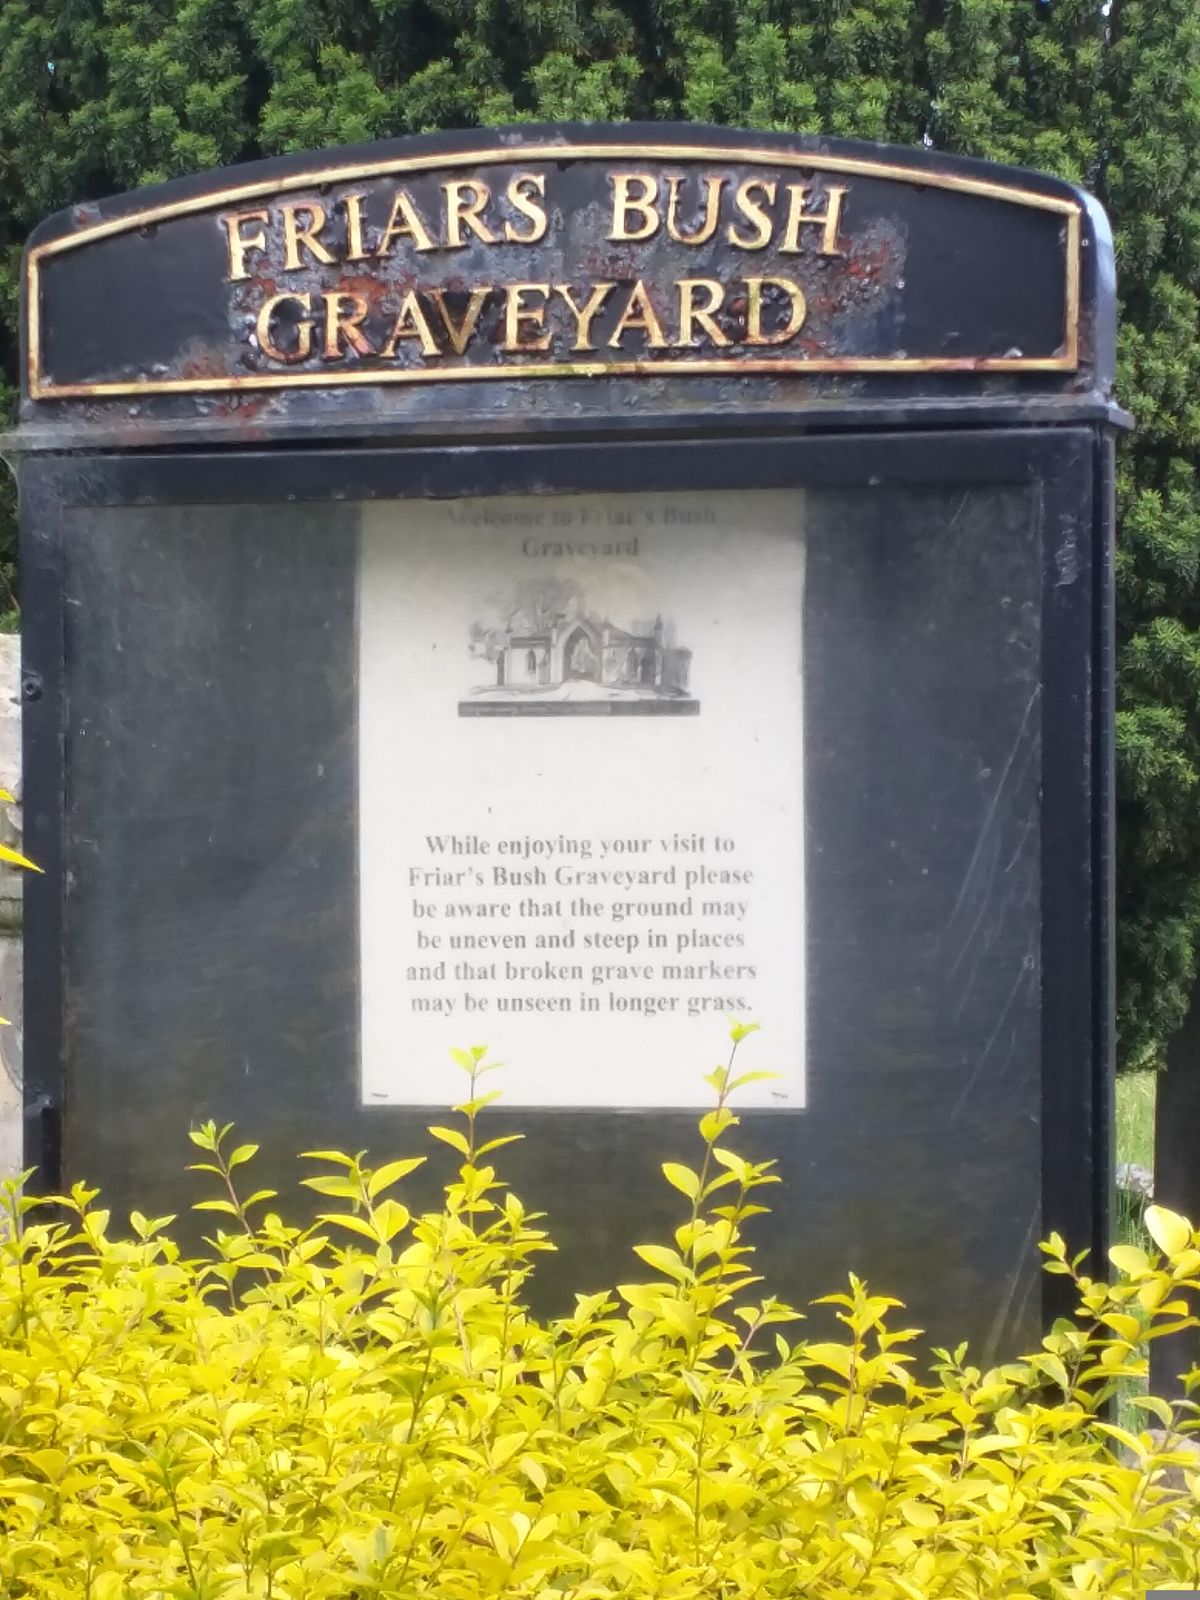 FRIARS BUSH
GRAVEYARD
Welcome to Friar's Bush
Graveyard
While enjoying your visit to
Friar's Bush Graveyard please
be aware that the ground may
be uneven and steep in places
and that broken grave markers
may be unseen in longer grass.